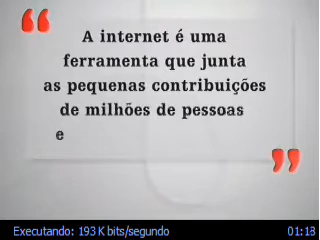 “
A internet é uma
ferramenta que junta
as pequenas contribuições
de milhões de pessoas
e
”
Executando: 193 K bits/segundo 01:18